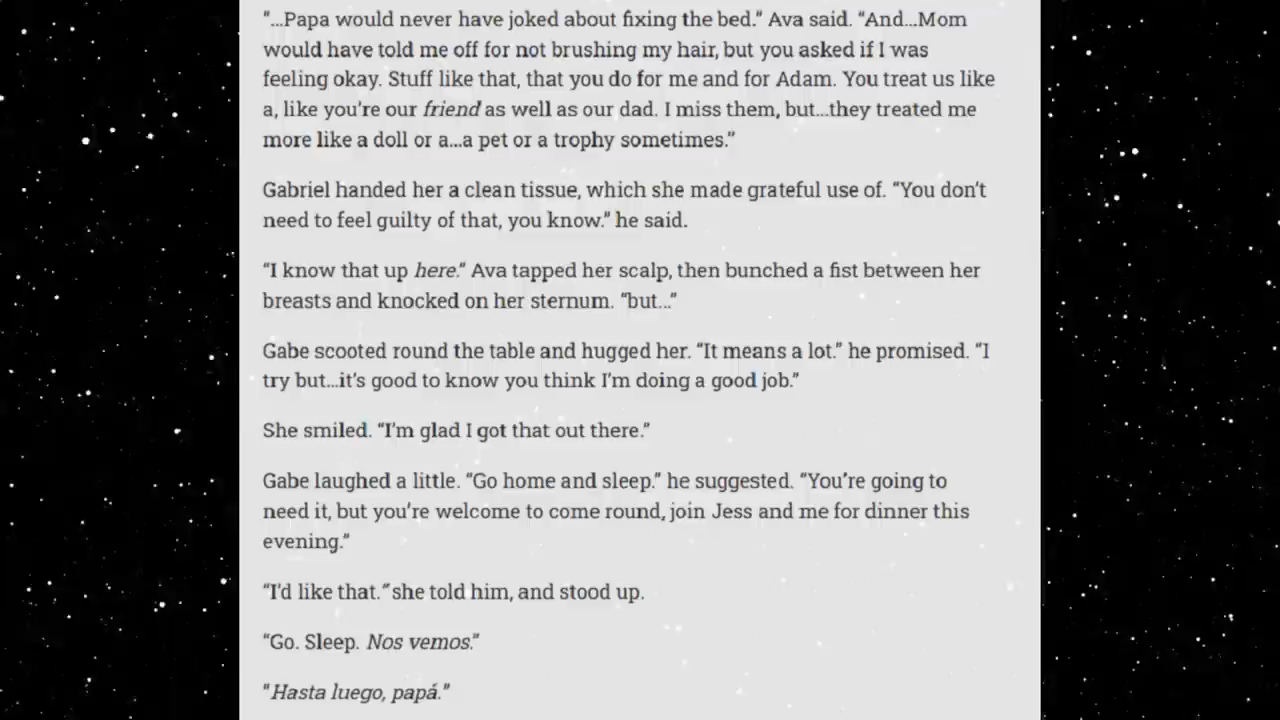 “…Papa would never have joked about fixing the bed.” Ava said. “And…Mom
would have told me off for not brushing my hair, but you asked if I was
feeling okay. Stuff like that, that you do for me and for Adam. You treat us like
a, like you’re our friend as well as our dad. I miss them, but…they treated me
more like a doll or a…a pet or a trophy sometimes.”
Gabriel handed her a clean tissue, which she made grateful use of. “You don’t
need to feel guilty of that, you know.” he said.
“I know that up here.” Ava tapped her scalp, then bunched a fist between her
breasts and knocked on her sternum. “but…”
Gabe scooted round the table and hugged her. “It means a lot.” he promised. “I
try but…it’s good to know you think I’m doing a good job.”
She smiled. “I’m glad I got that out there.”
Gabe laughed a little. “Go home and sleep.” he suggested. “You’re going to
need it, but you’re welcome to come round, join Jess and me for dinner this
evening.”
“I’d like that.” she told him, and stood up.
“Go. Sleep. Nos vemos.”
“Hasta luego, papá.”